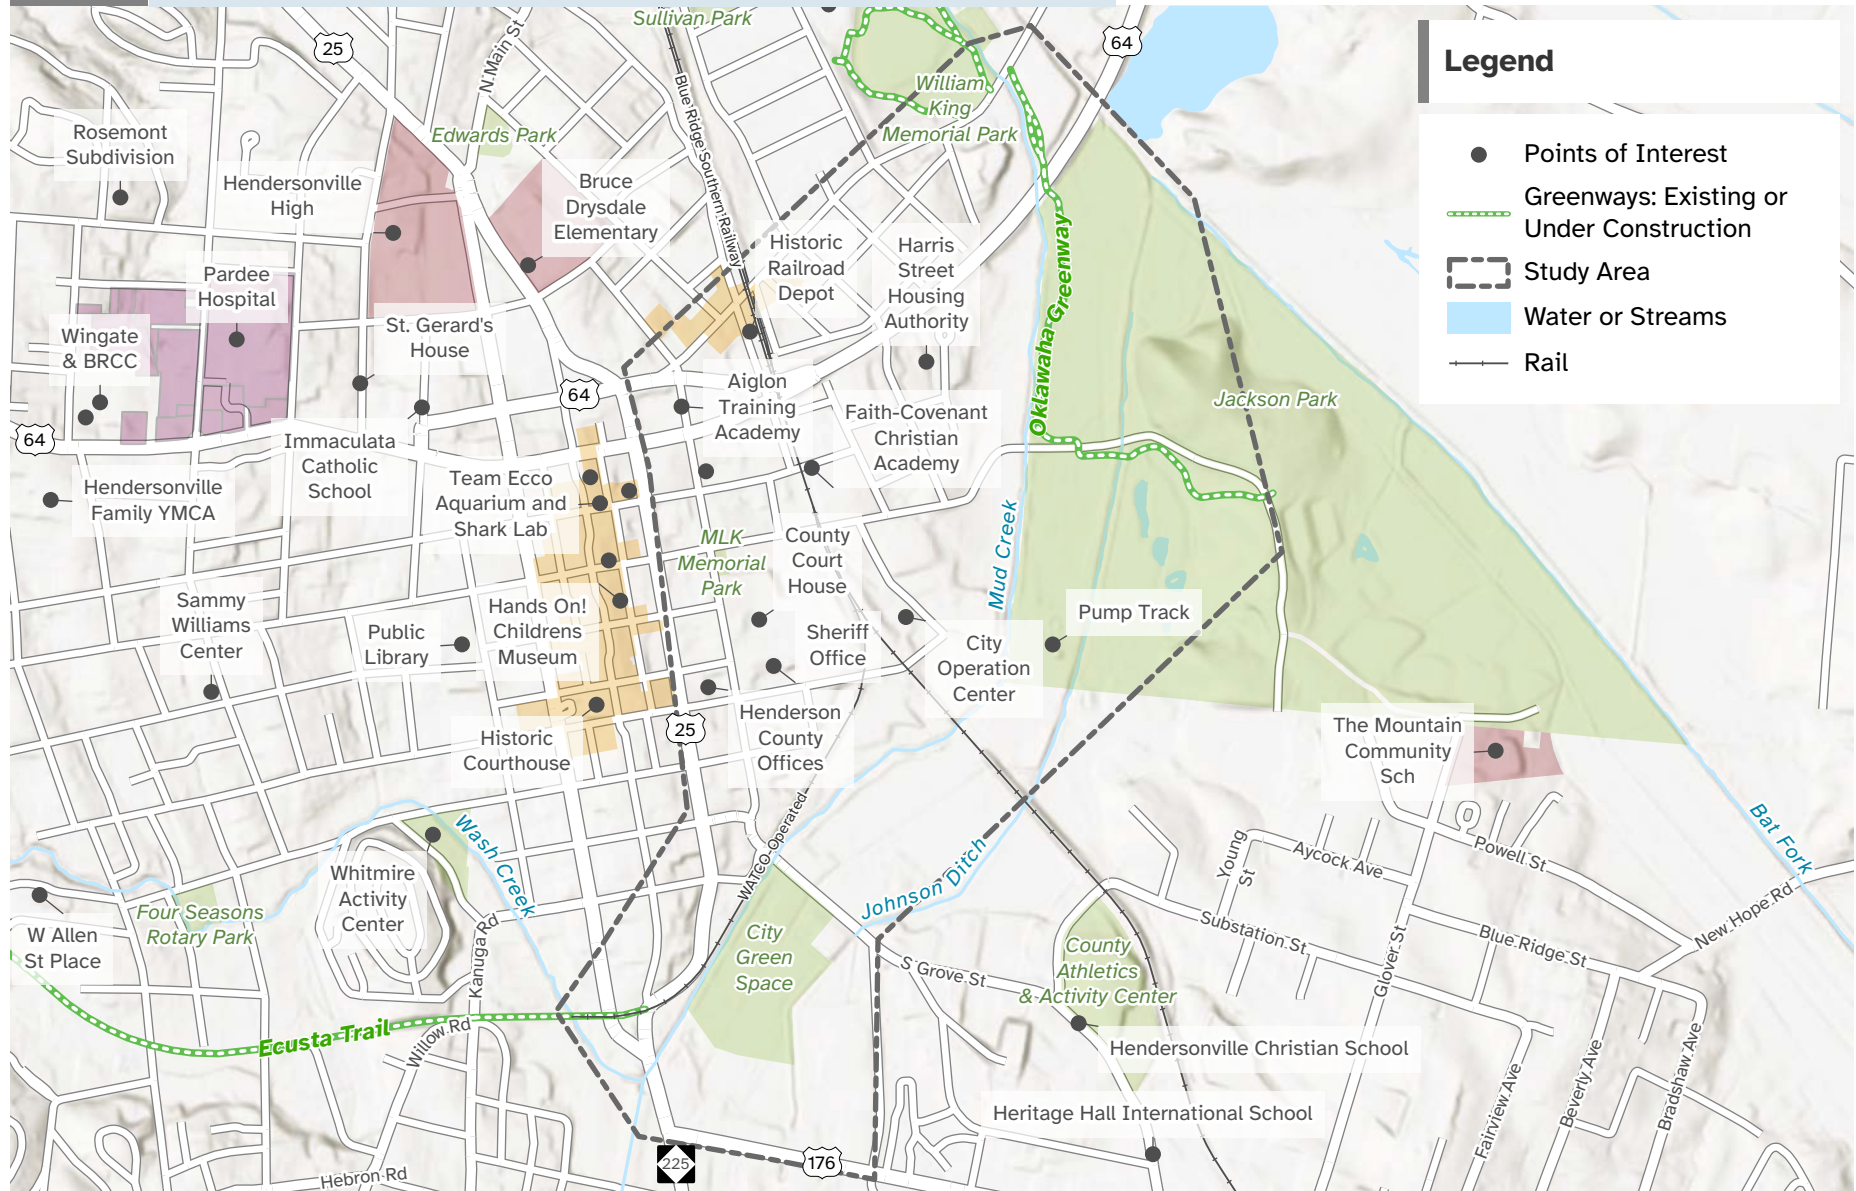 Sullivan Park
25
N Main St
64
Legend
Blue Ridge Southern Railway
William
King
Memorial Park
Edwards Park
Rosemont
Subdivision
Points of Interest
Greenways: Existing or
Under Construction
Study Area
Water or Streams
Rail
Hendersonville
High
Bruce
Drysdale
Elementary
Historic
Railroad
Depot
Harris
Street
Housing
Authority
Pardee
Hospital
Oklawaha Greenway
Wingate
& BRCC
St. Gerard's
House
64
Aiglon
Training
Academy
Jackson Park
Faith-Covenant
Christian
Academy
64
Immaculata
Catholic
School
Hendersonville
Family YMCA
Team Ecco
Aquarium and
Shark Lab
Mud Creek
MLK
Memorial
Park
County
Court
House
Sammy
Williams
Center
Hands On!
Childrens
Museum
Public
Library
Sheriff
Office
Pump Track
City
Operation
Center
Historic
Courthouse
25
Henderson
County
Offices
The Mountain
Community
Sch
Wash Creek
WATCO Operated
Johnson Ditch
Young
St
Aycock Ave
Powell St
Bat Fork
Whitmire
Activity
Center
Four Seasons
Rotary Park
W Allen
St Place
Kanuga Rd
City
Green
Space
S Grove St
County
Athletics
& Activity Center
Substation St
Glover St
Blue Ridge St
New Hope Rd
Ecusta Trail
Willow Rd
Hendersonville Christian School
Heritage Hall International School
Fairview Ave
Beverly Ave
Bradshaw Ave
225
176
Hebron Rd